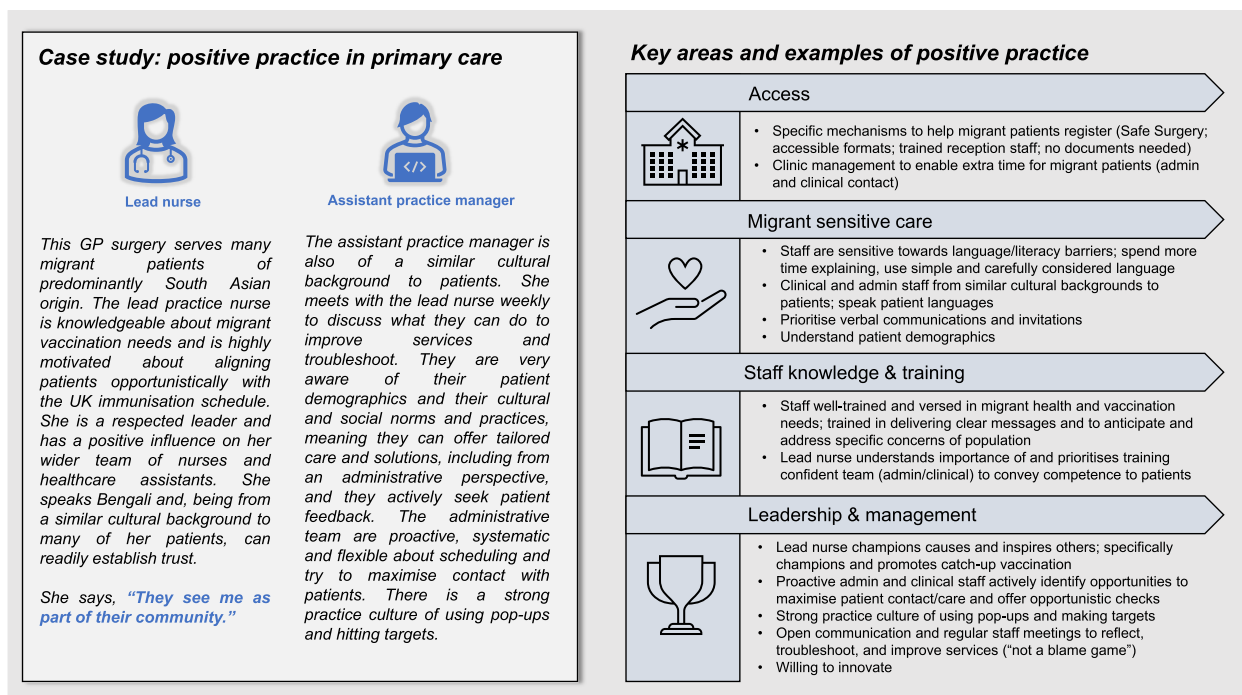 Case study: positive practice in primary care
</>
Lead nurse
Assistant practice manager
This GP surgery serves many
migrant patients of
predominantly South Asian
origin. The lead practice nurse
is knowledgeable about migrant
vaccination needs and is highly
motivated about aligning
patients opportunistically with
the UK immunisation schedule.
She is a respected leader and
has a positive influence on her
wider team of nurses and
healthcare assistants. She
speaks Bengali and, being from
a similar cultural background to
many of her patients, can
readily establish trust.
She says, “They see me as
part of their community.”
The assistant practice manager is
also of a similar cultural
background to patients. She
meets with the lead nurse weekly
to discuss what they can do to
improve services and
troubleshoot. They are very
aware of their patient
demographics and their cultural
and social norms and practices,
meaning they can offer tailored
care and solutions, including from
an administrative perspective,
and they actively seek patient
feedback. The administrative
team are proactive, systematic
and flexible about scheduling and
try to maximise contact with
patients. There is a strong
practice culture of using pop-ups
and hitting targets.
Key areas and examples of positive practice
Access
• Specific mechanisms to help migrant patients register (Safe Surgery;
accessible formats; trained reception staff; no documents needed)
• Clinic management to enable extra time for migrant patients (admin
and clinical contact)
Migrant sensitive care
• Staff are sensitive towards language/literacy barriers; spend more
time explaining, use simple and carefully considered language
• Clinical and admin staff from similar cultural backgrounds to
patients; speak patient languages
• Prioritise verbal communications and invitations
• Understand patient demographics
Staff knowledge & training
• Staff well-trained and versed in migrant health and vaccination
needs; trained in delivering clear messages and to anticipate and
address specific concerns of population
• Lead nurse understands importance of and prioritises training
confident team (admin/clinical) to convey competence to patients
Leadership & management
• Lead nurse champions causes and inspires others; specifically
champions and promotes catch-up vaccination
• Proactive admin and clinical staff actively identify opportunities to
maximise patient contact/care and offer opportunistic checks
• Strong practice culture of using pop-ups and making targets
• Open communication and regular staff meetings to reflect,
troubleshoot, and improve services (“not a blame game”)
• Willing to innovate